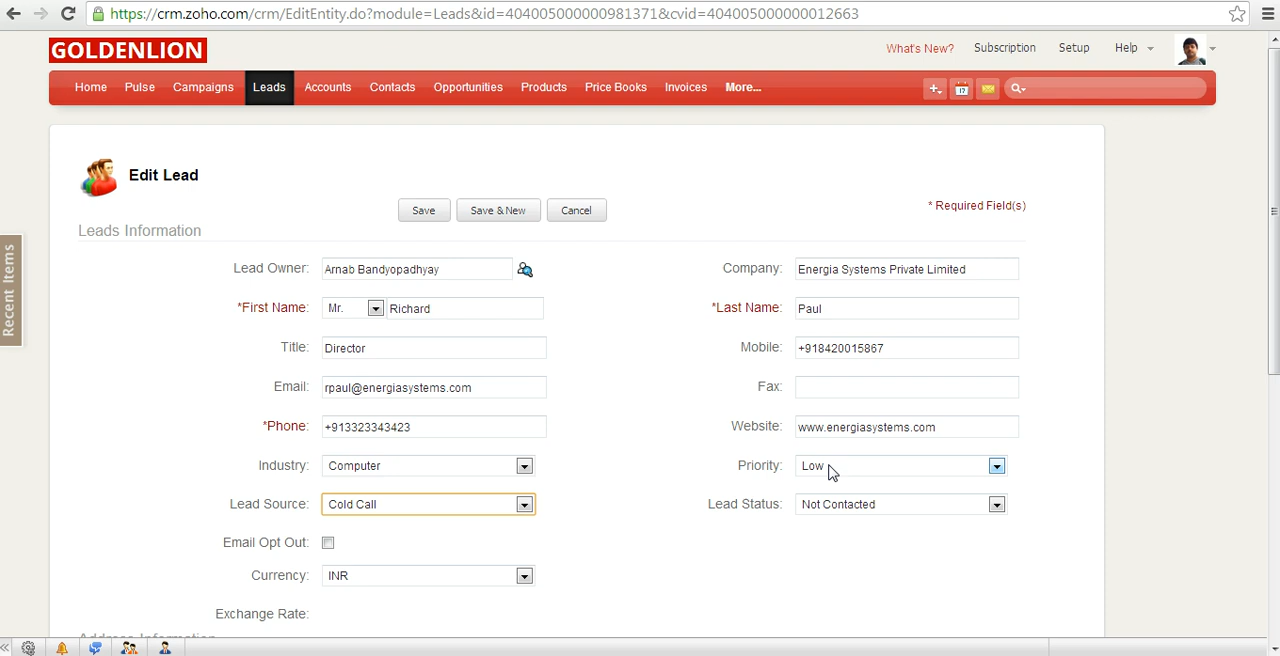 https://crm.zoho.com/crm/EditEntity.do?module=Leads&id=404005000000981371&cvid=404005000000012663
GOLDENLION
What's New? Subscription Setup Help
Home Pulse Campaigns Leads Accounts Contacts Opportunities Products Price Books Invoices More...
17
Edit Lead
Save Save & New Cancel
* Required Field(s)
Leads Information
Recent Items
Lead Owner: Arnab Bandyopadhyay Company: Energia Systems Private Limited
*First Name: Mr. Richard *Last Name: Paul
Title: Director Mobile: +918420015867
Email: rpaul@energiasystems.com Fax:
*Phone: +913323343423 Website: www.energiasystems.com
Industry: Computer Priority: Low
Lead Source: Cold Call Lead Status: Not Contacted
Email Opt Out:
Currency: INR
Exchange Rate:
Address Information